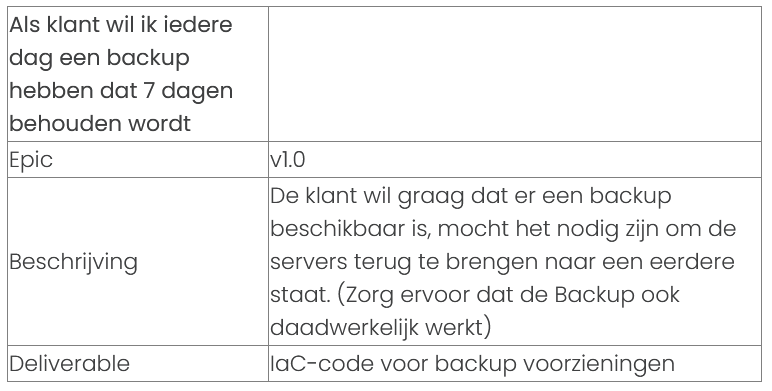 Als klant wil ik iedere
dag een backup
hebben dat 7 dagen
behouden wordt
Epic
v1.0
Beschrijving
De klant wil graag dat er een backup
beschikbaar is, mocht het nodig zijn om de
servers terug te brengen naar een eerdere
staat. (Zorg ervoor dat de Backup ook
daadwerkelijk werkt)
Deliverable
IaC-code voor backup voorzieningen